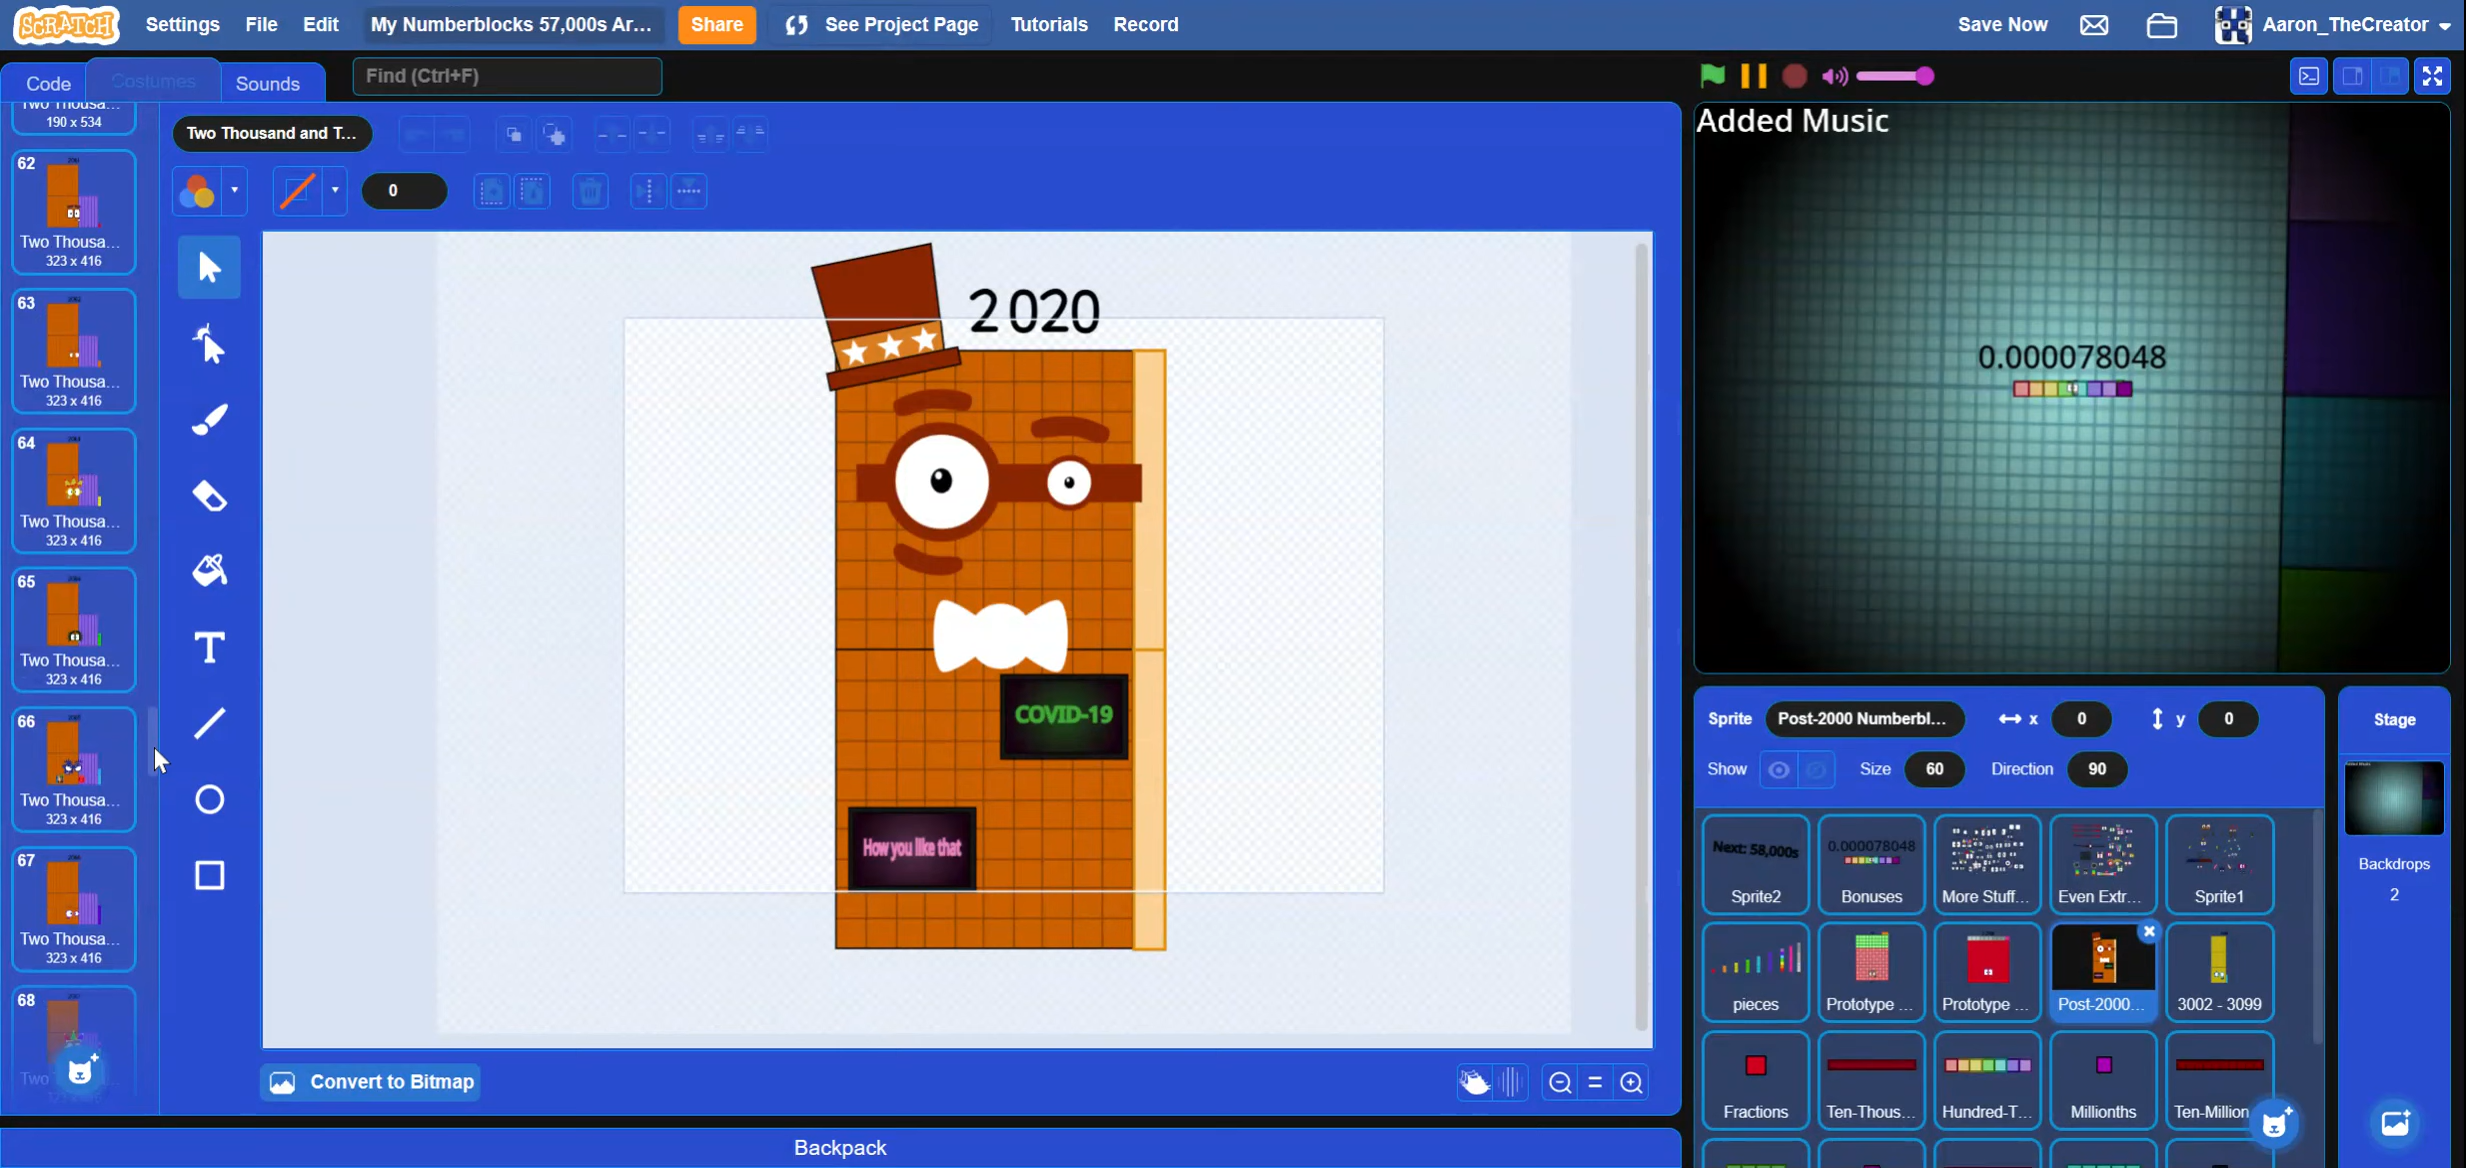 SCRATCH
Settings
File
Edit
My Numberblocks 57,000s Ar...
Share
See Project Page
Tutorials
Record
Save Now
Aaron_TheCreator
Code
Costumes
Sounds
Find (Ctrl+F)
Two Thousa...
190 x 534
62
Two Thousa...
323 x 416
63
Two Thousa...
323 x 416
64
Two Thousa...
323 x 416
65
Two Thousa...
323 x 416
66
Two Thousa...
323 x 416
67
Two Thousa...
323 x 416
68
Two
Two Thousand and T...
0
2020
COVID-19
How you like that
Convert to Bitmap
Backpack
Added Music
0.000078048
Sprite
Post-2000 Numberbl...
x
0
y
0
Show
Size
60
Direction
90
Next: 58,000s
Sprite2
0.000078048
Bonuses
More Stuff...
Even Extr...
Sprite1
pieces
Prototype ...
Prototype ...
Post-2000...
3002 - 3099
Fractions
Ten-Thous...
Hundred-T...
Millionths
Ten-Million
Stage
Backdrops
2